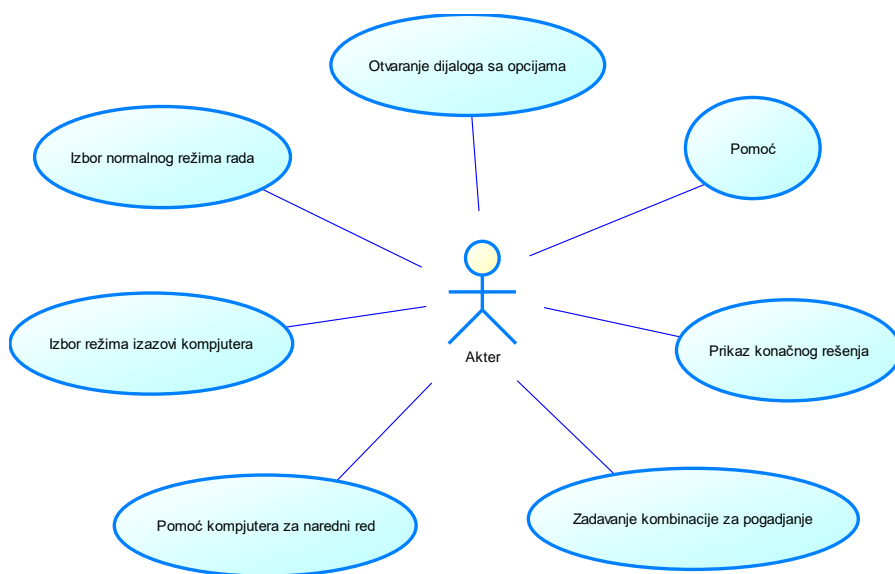 Otvaranje dijaloga sa opcijama
Pomoć
Izbor normalnog režima rada
Izbor režima izazovi kompjutera
Prikaz konačnog rešenja
Akter
Pomoć kompjutera za naredni red
Zadavanje kombinacije za pogadjanje